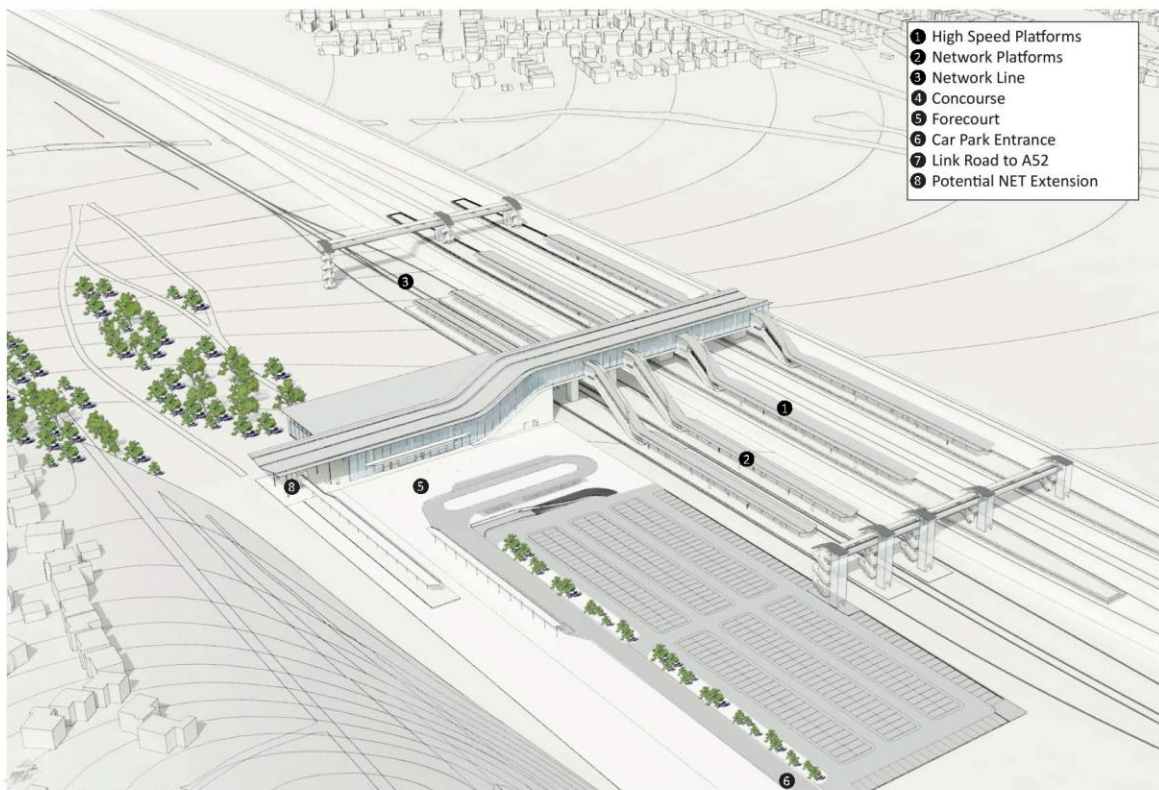 1 High Speed Platforms
2 Network Platforms
3 Network Line
4 Concourse
5 Forecourt
6 Car Park Entrance
7 Link Road to A52
8 Potential NET Extension
3
1
2
8
5
6